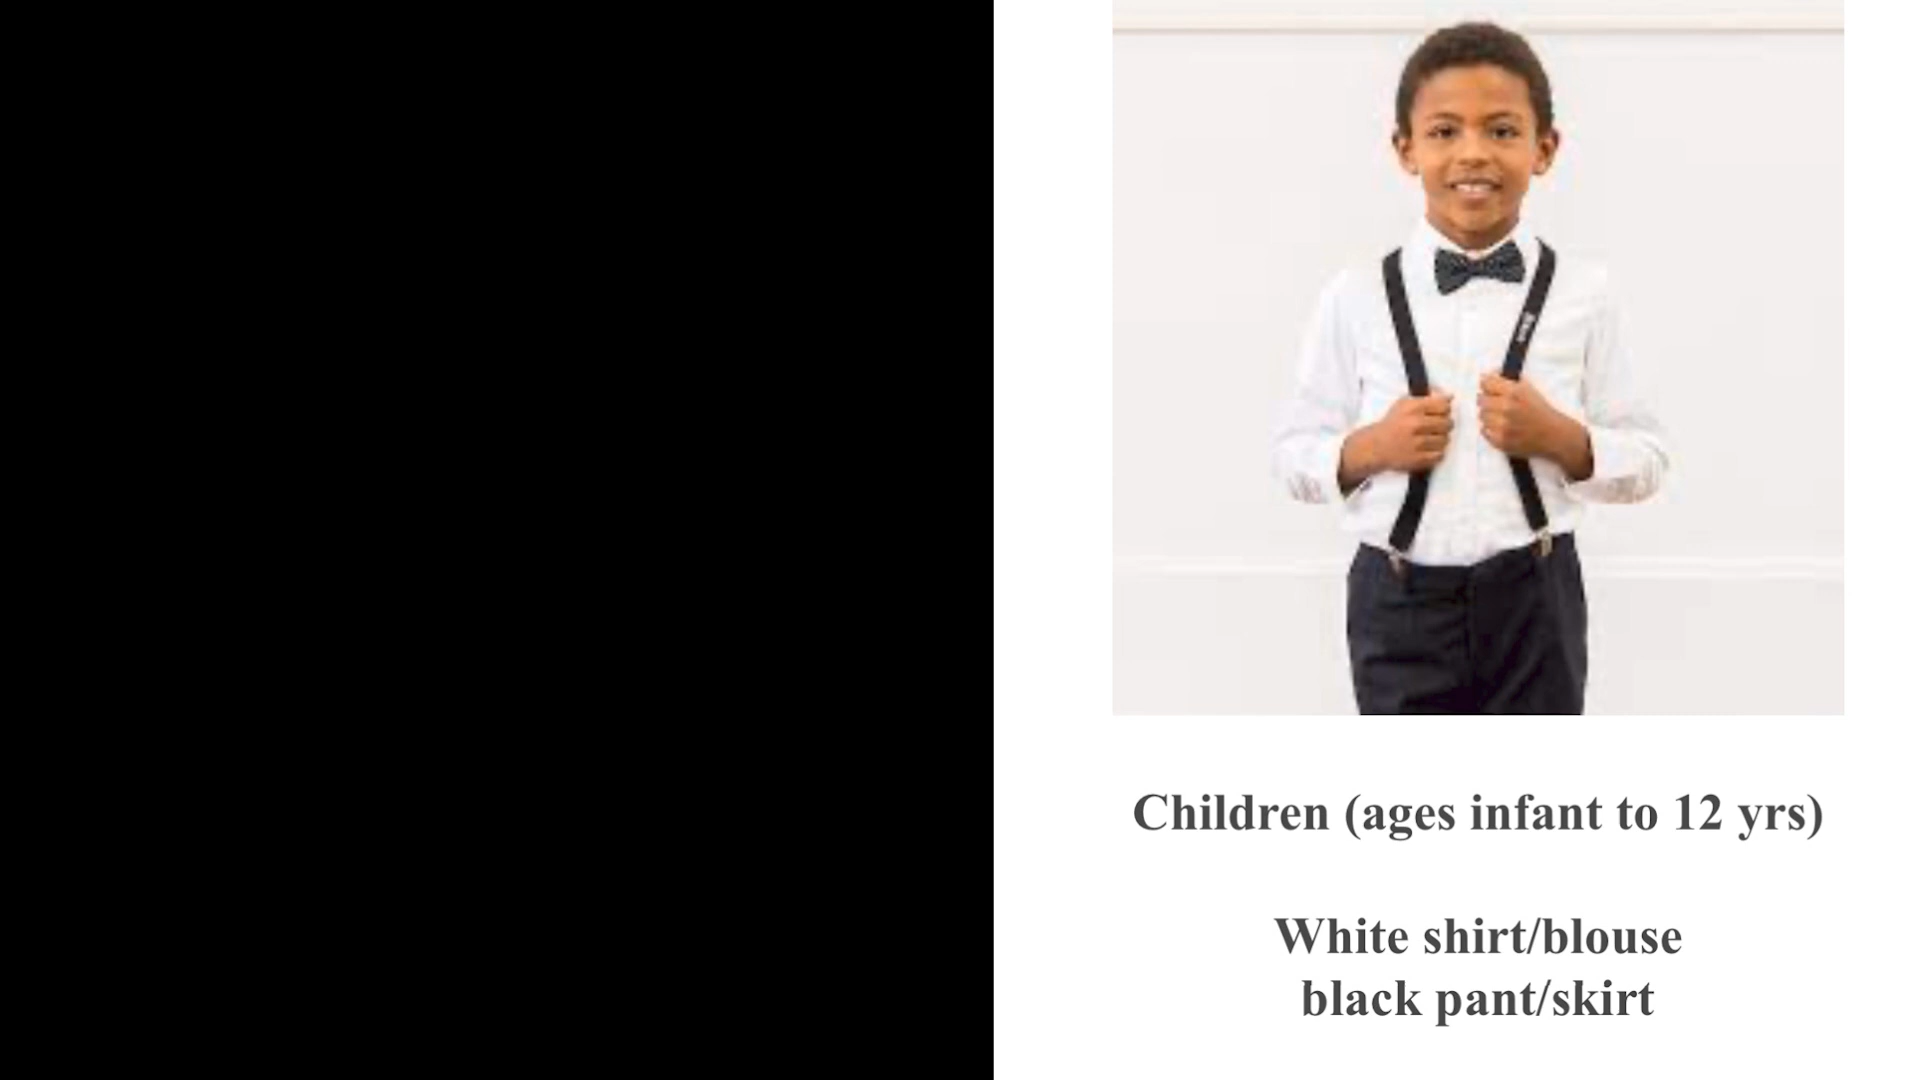 Children (ages infant to 12 yrs)
White shirt/blouse
black pant/skirt